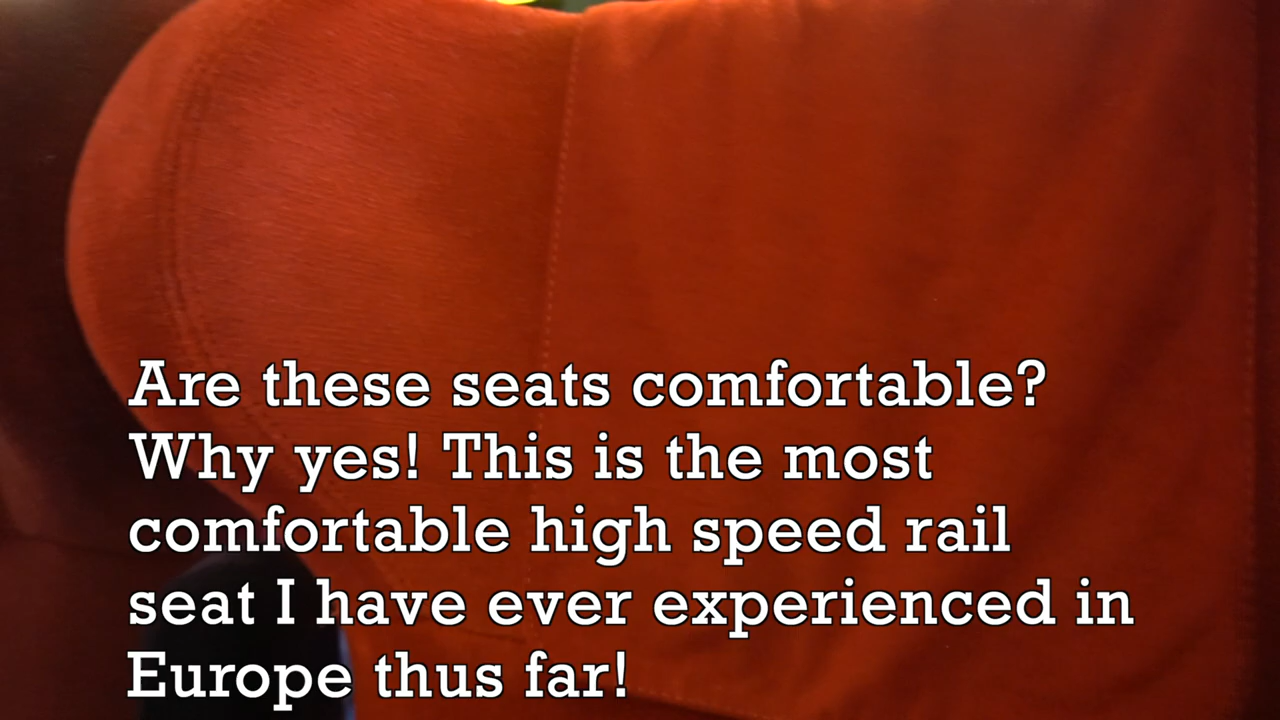 Are these seats comfortable?
Why yes! This is the most
comfortable high speed rail
seat I have ever experienced in
Europe thus far!